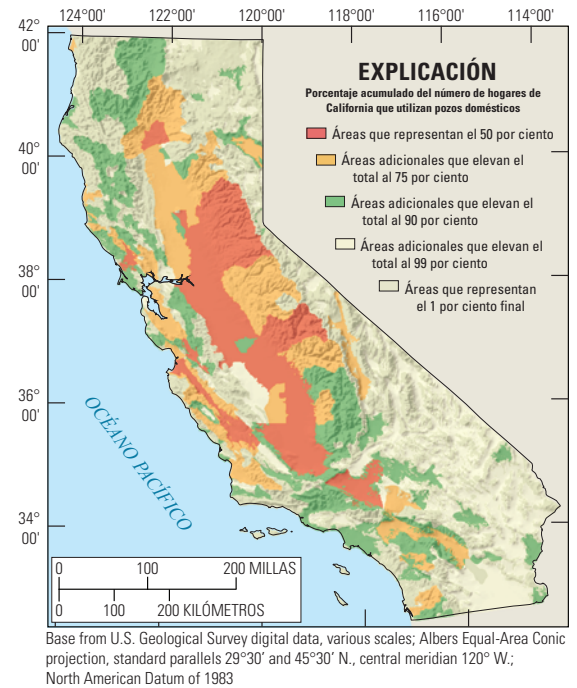 124°00' 122°00' 120°00' 118°00' 116°00' 114°00'
42°
00'
EXPLICACIÓN
Porcentaje acumulado del número de hogares de
California que utilizan pozos domésticos
Áreas que representan el 50 por ciento
Áreas adicionales que elevan el
total al 75 por ciento
Áreas adicionales que elevan el
total al 90 por ciento
Áreas adicionales que elevan el
total al 99 por ciento
Áreas que representan
el 1 por ciento final
40°
00'
38°
00'
36°
00'
34°
00'
OCÉANO PACÍFICO
0 100 200 MILLAS
0 100 200 KILÓMETROS
Base from U.S. Geological Survey digital data, various scales; Albers Equal-Area Conic
projection, standard parallels 29°30' and 45°30' N., central meridian 120° W.;
North American Datum of 1983